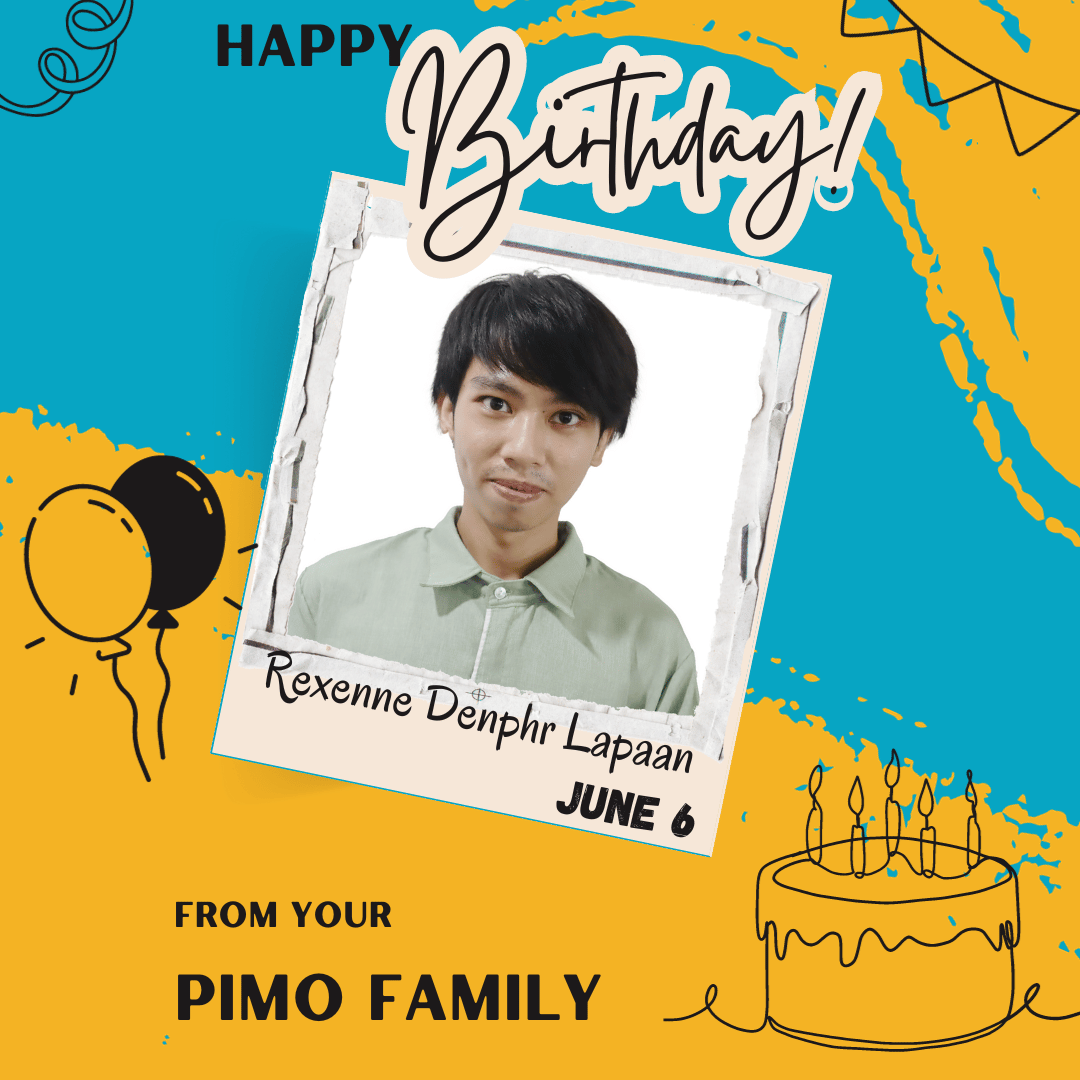 HAPPY
Birthday!
Rexenne Denphr Lapaan
JUNE 6
FROM YOUR
PIMO FAMILY